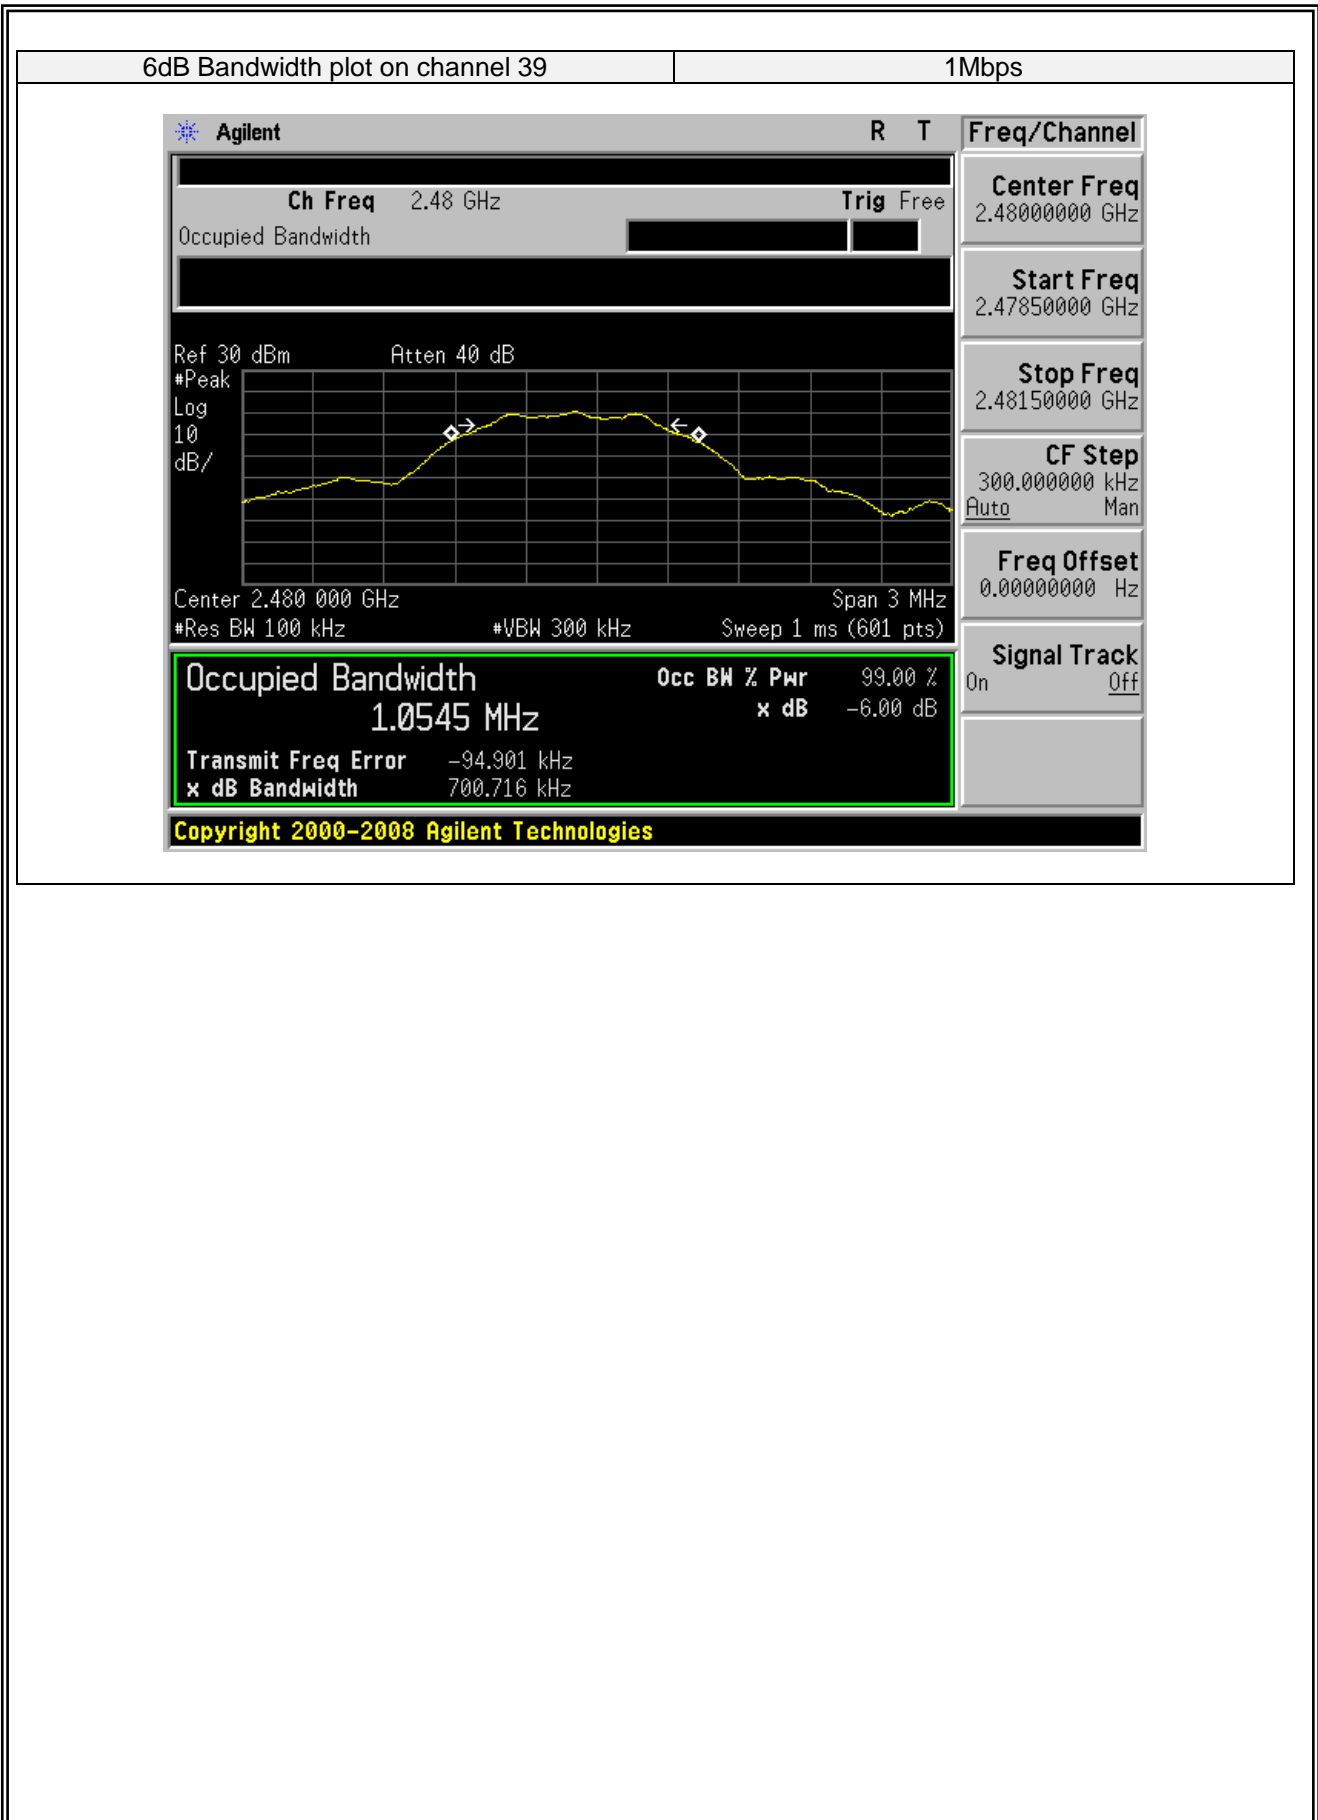 6dB Bandwidth plot on channel 39 1Mbps
Agilent R T Freq/Channel
Ch Freq 2.48 GHz Trig Free
Occupied Bandwidth
Center Freq
2.48000000 GHz
Start Freq
2.47850000 GHz
Stop Freq
2.48150000 GHz
CF Step
300.000000 kHz
Auto Man
Freq Offset
0.00000000 Hz
Signal Track
On Off
Ref 30 dBm Atten 40 dB
#Peak
Log
10
dB/
Center 2.480 000 GHz Span 3 MHz
#Res BW 100 kHz #VBW 300 kHz Sweep 1 ms (601 pts)
Occupied Bandwidth Occ BW % Pwr 99.00 %
1.0545 MHz x dB -6.00 dB
Transmit Freq Error -94.901 kHz
x dB Bandwidth 700.716 kHz
Copyright 2000-2008 Agilent Technologies